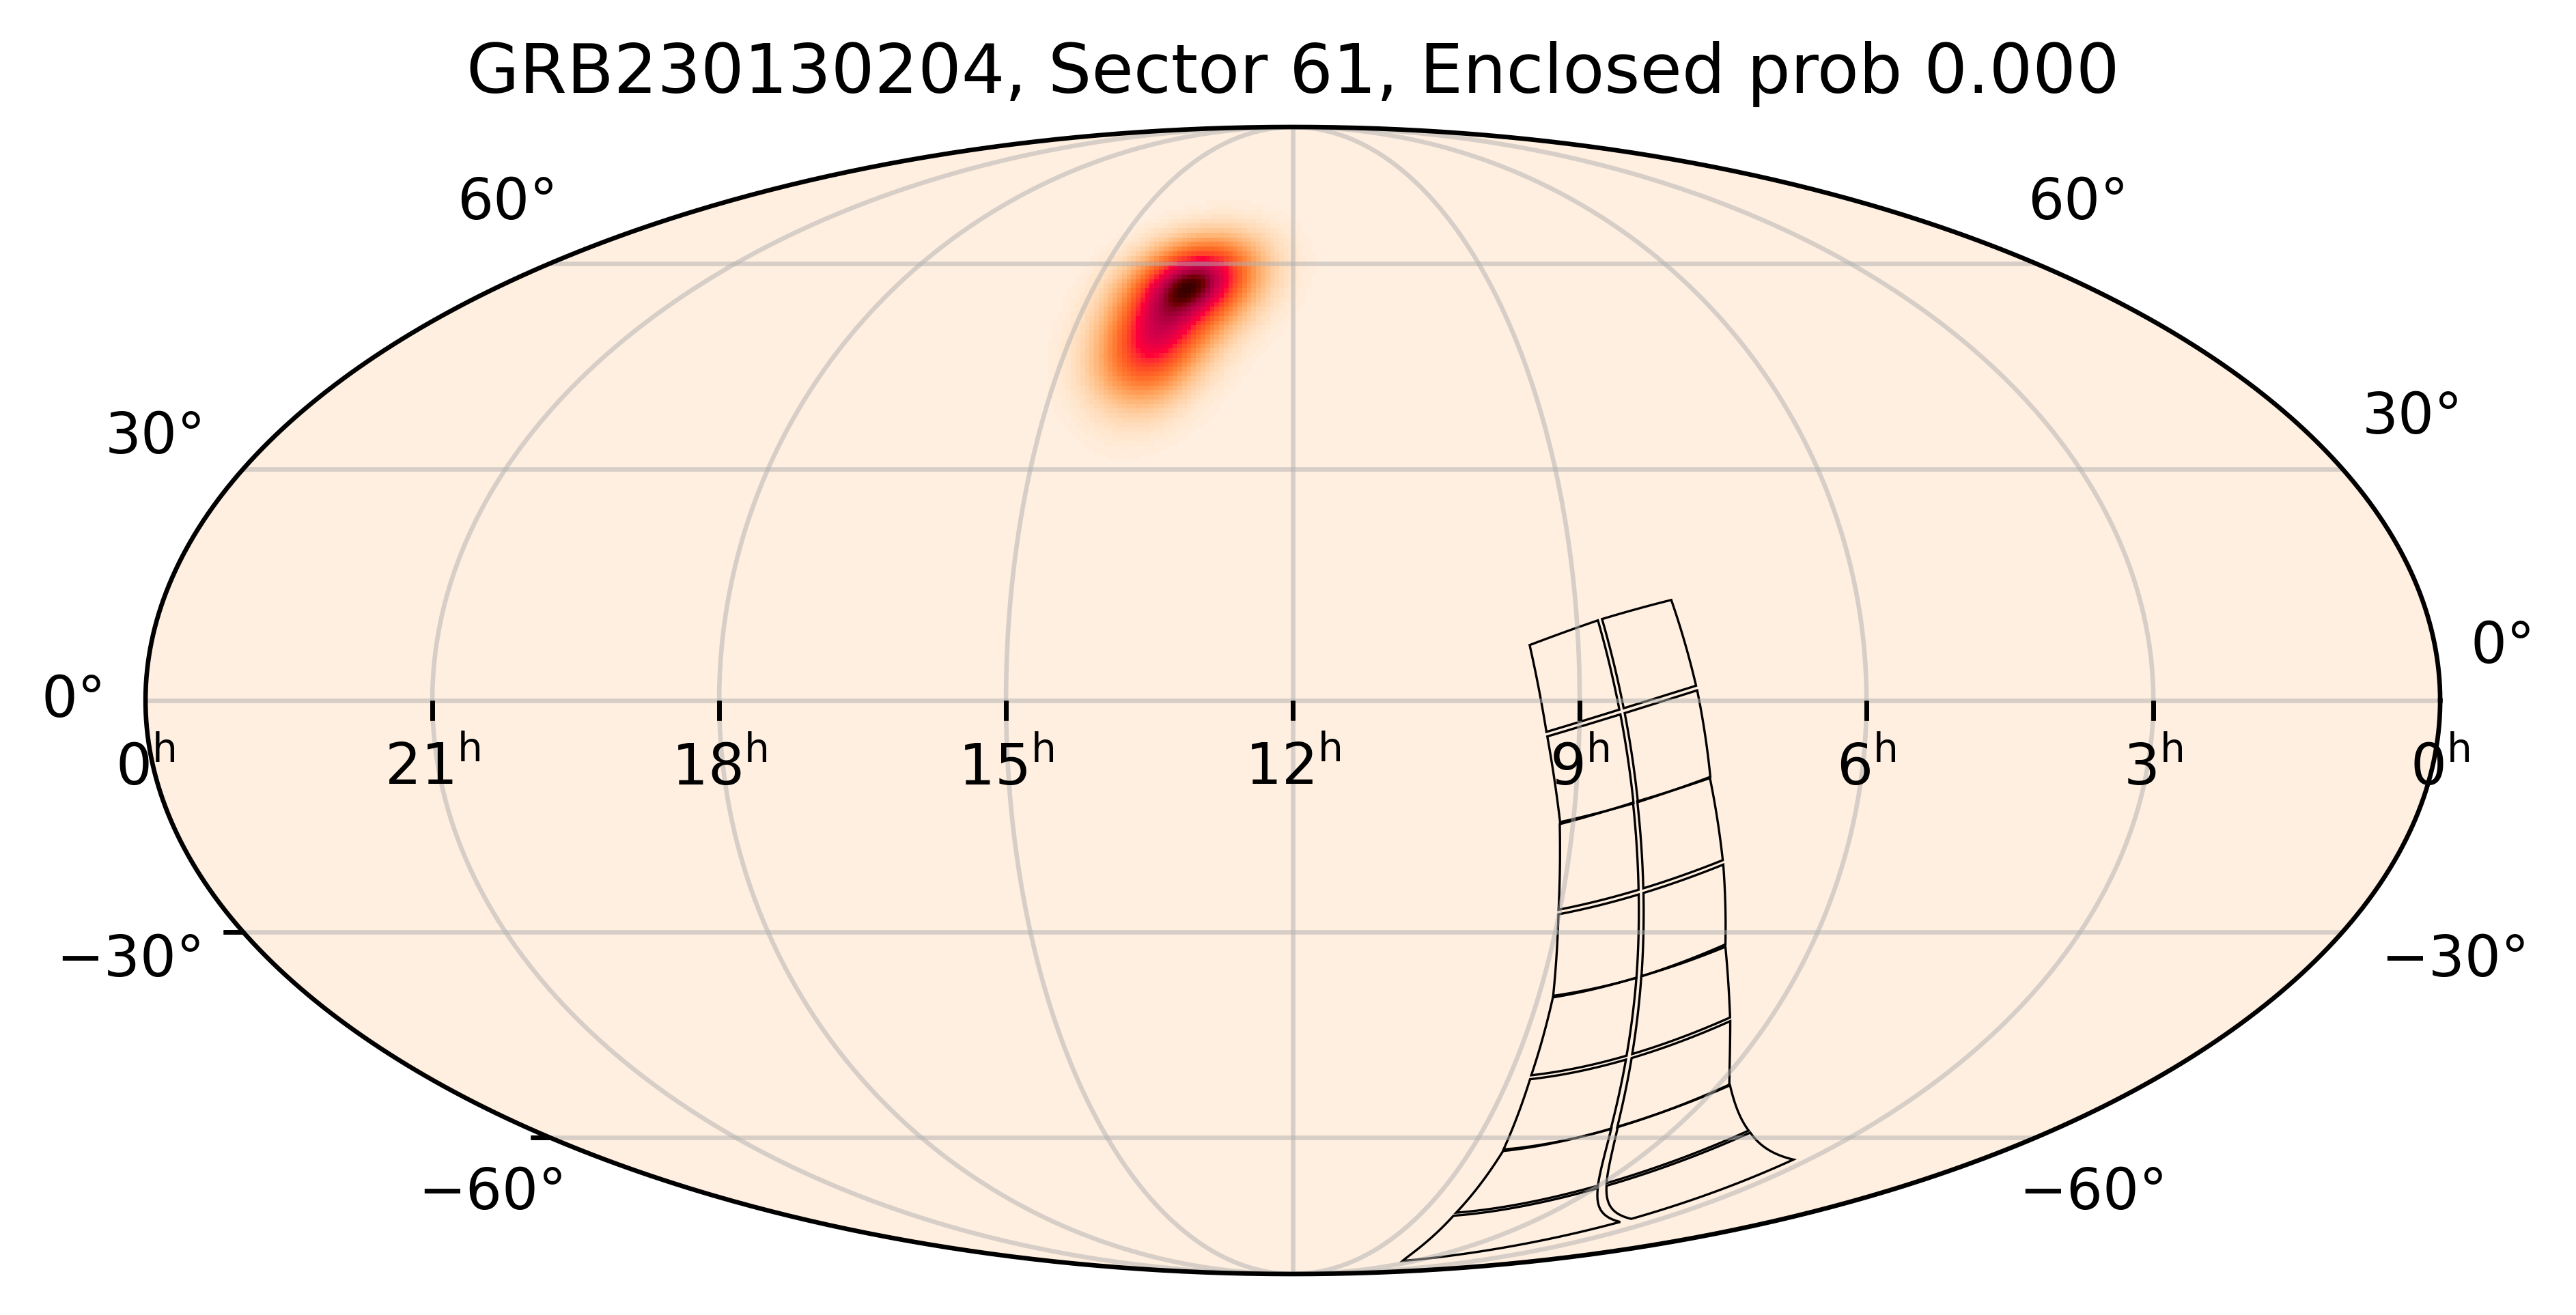 GRB230130204, Sector 61, Enclosed prob 0.000
60° 60°
30° 30°
0° 0°
0ʰ 21ʰ 18ʰ 15ʰ 12ʰ 9ʰ 6ʰ 3ʰ 0ʰ
−30° −30°
−60° −60°